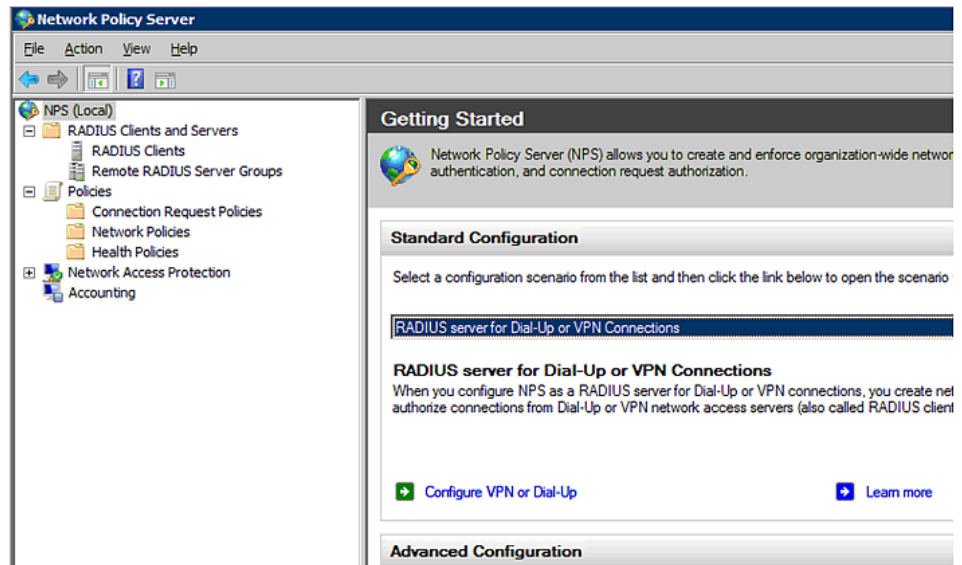 Network Policy Server
File Action View Help
NPS (Local)
RADIUS Clients and Servers
RADIUS Clients
Remote RADIUS Server Groups
Policies
Connection Request Policies
Network Policies
Health Policies
Network Access Protection
Accounting
Getting Started
Network Policy Server (NPS) allows you to create and enforce organization-wide networ
authentication, and connection request authorization.
Standard Configuration
Select a configuration scenario from the list and then click the link below to open the scenario
RADIUS server for Dial-Up or VPN Connections
RADIUS server for Dial-Up or VPN Connections
When you configure NPS as a RADIUS server for Dial-Up or VPN connections, you create net
authorize connections from Dial-Up or VPN network access servers (also called RADIUS client
Configure VPN or Dial-Up Learn more
Advanced Configuration